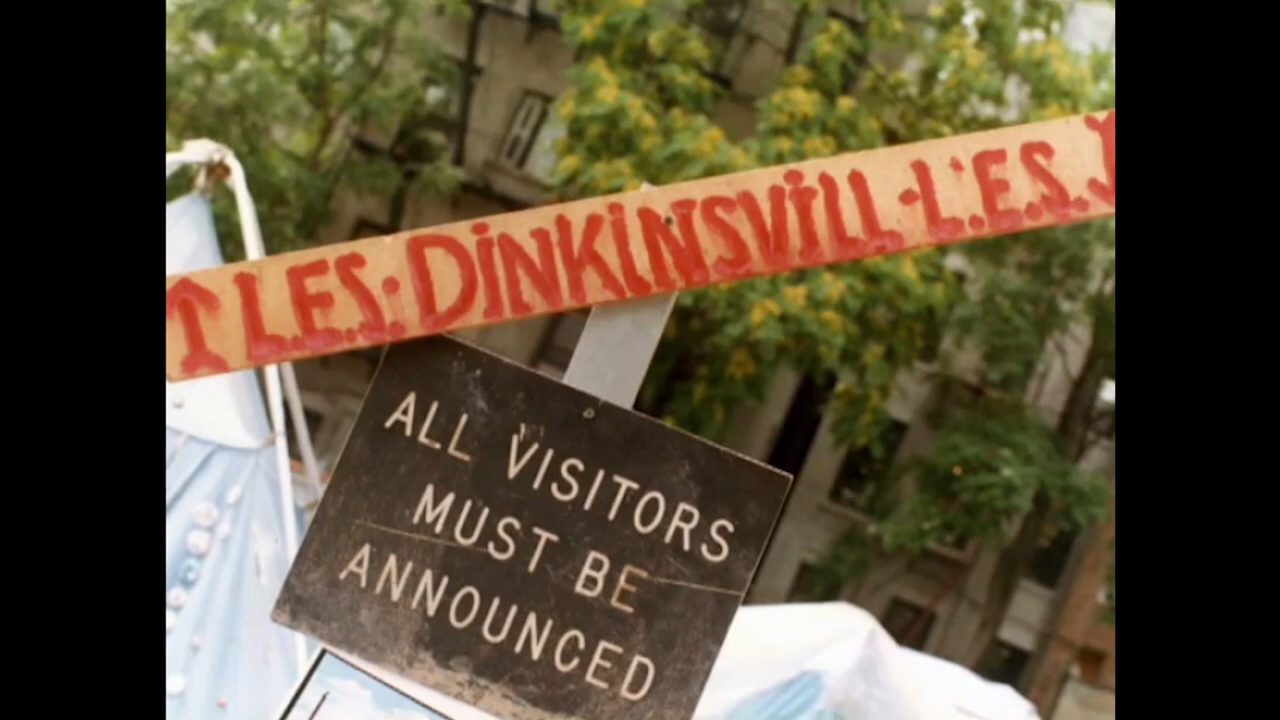 ↑ L.E.S. · DiNKiNSViLL · L.E.S. J
ALL VISITORS
MUST BE
ANNOUNCED